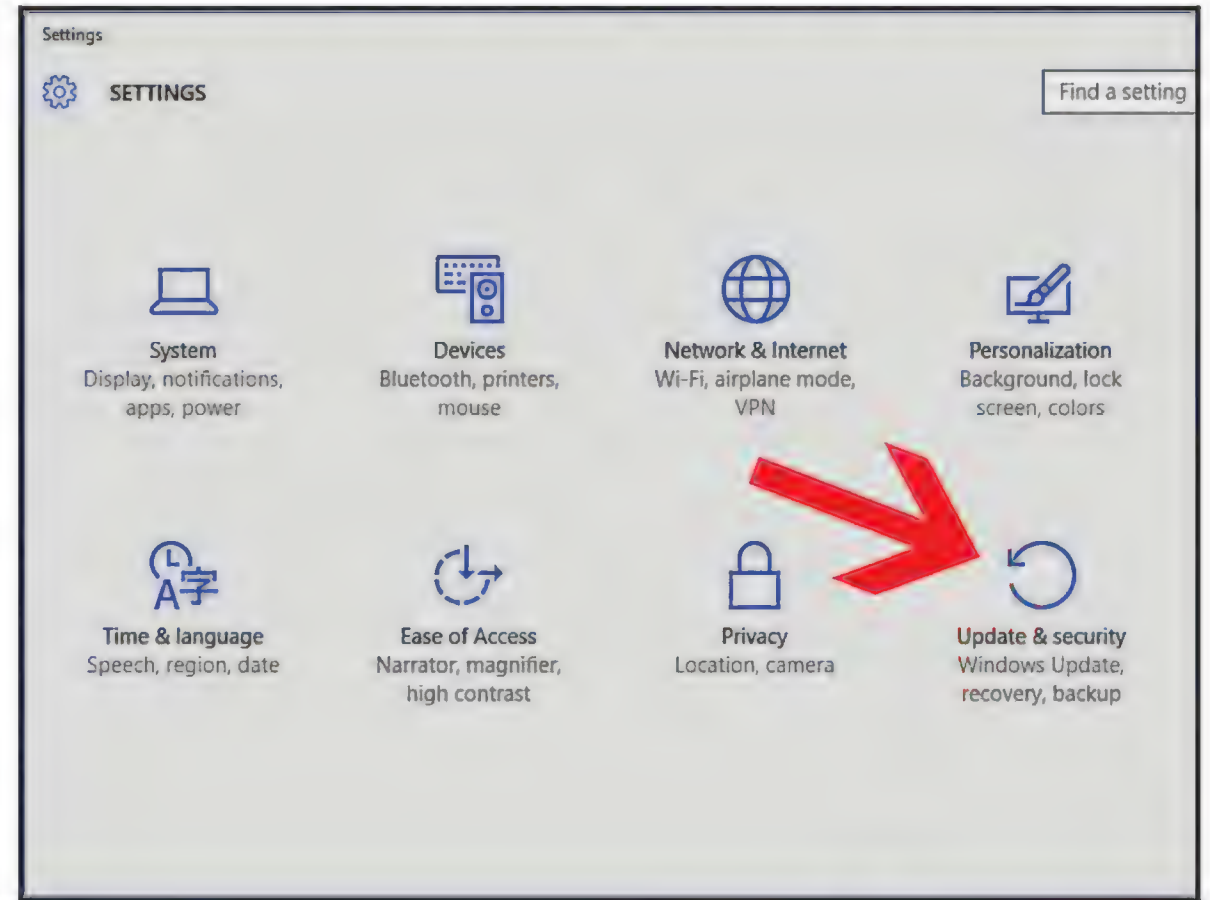 Settings
SETTINGS
Find a setting
System
Display, notifications,
apps, power
Devices
Bluetooth, printers,
mouse
Network & Internet
Wi-Fi, airplane mode,
VPN
Personalization
Background, lock
screen, colors
Time & language
Speech, region, date
Ease of Access
Narrator, magnifier,
high contrast
Privacy
Location, camera
Update & security
Windows Update,
recovery, backup